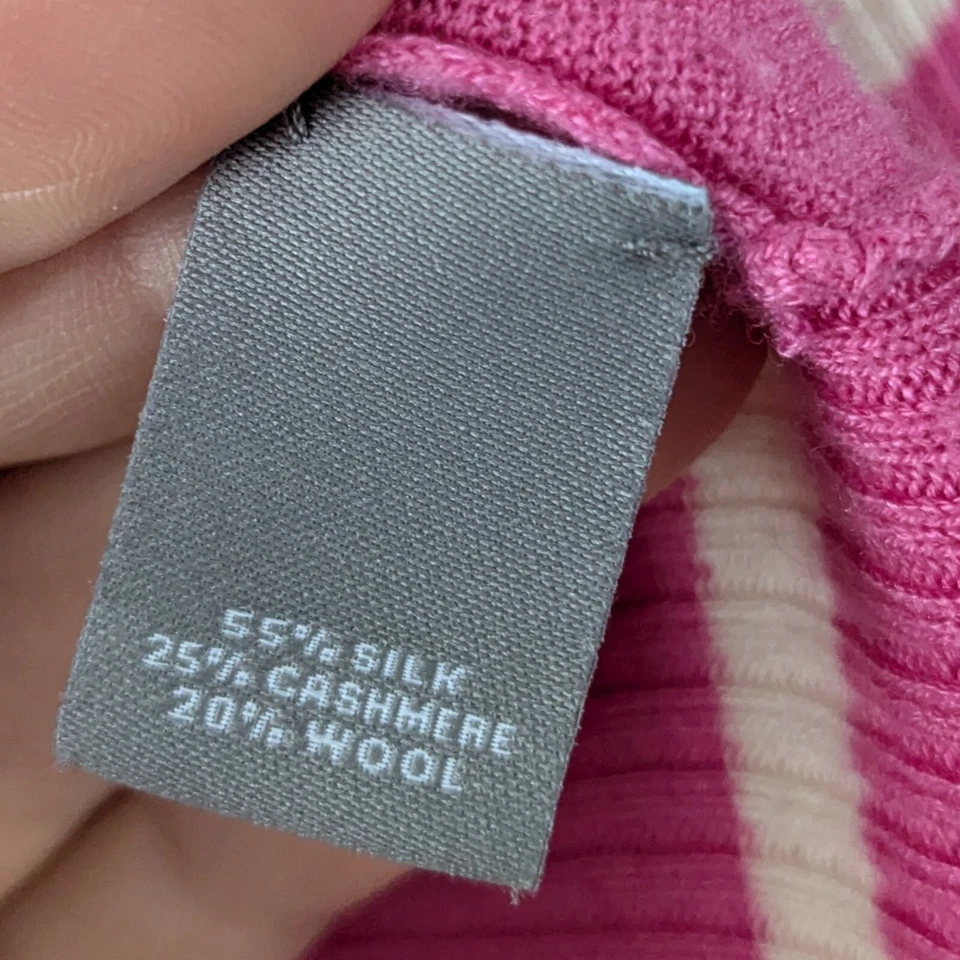 55% SILK
25% CASHMERE
20% WOOL